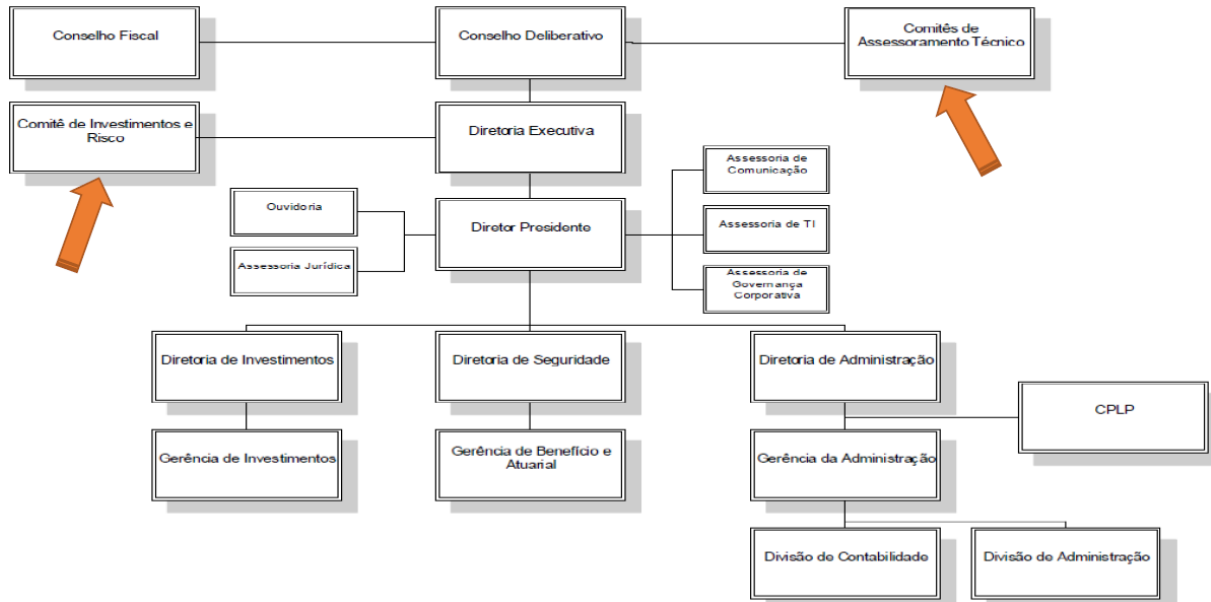 Conselho Fiscal
Conselho Deliberativo
Comitês de
Assessoramento Técnico
Comitê de Investimentos e
Risco
Diretoria Executiva
Assessoria de
Comunicação
Ouvidoria
Diretor Presidente
Assessoria de TI
Assessoria Jurídica
Assessoria de
Governança
Corporativa
Diretoria de Investimentos
Diretoria de Seguridade
Diretoria de Administração
CPLP
Gerência de Investimentos
Gerência de Benefício e
Atuarial
Gerência da Administração
Divisão de Contabilidade
Divisão de Administração